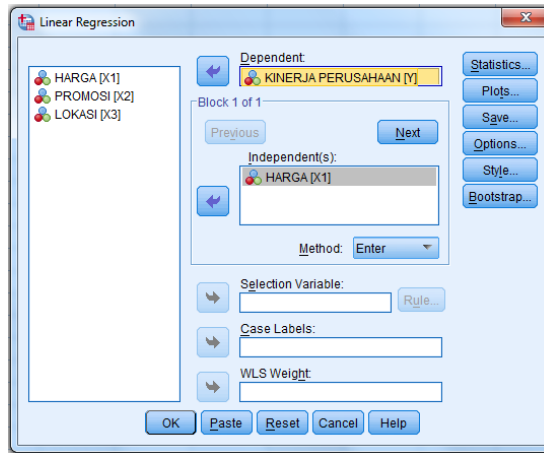 Linear Regression
HARGA [X1]
PROMOSI [X2]
LOKASI [X3]
Dependent:
KINERJA PERUSAHAAN [Y]
Block 1 of 1
Previous
Next
Independent(s):
HARGA [X1]
Method:
Enter
Selection Variable:
Rule...
Case Labels:
WLS Weight:
Statistics...
Plots...
Save...
Options...
Style...
Bootstrap...
OK
Paste
Reset
Cancel
Help